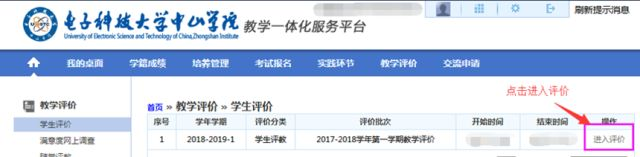 电子科技大学中山学院
University of Electronic Science and Technology of China,Zhongshan Institute
教学一体化服务平台
刷新提示消息
我的桌面 学籍成绩 培养管理 考试报名 实践环节 教学评价 交流申请
点击进入评价
教学评价
学生评价
满意度网上调查
首页 » 教学评价 » 学生评价
序号 学年学期 评价分类 评价批次 开始时间 结束时间 操作
1 2018-2019-1 学生评教 2017-2018学年第一学期教学评价 进入评价